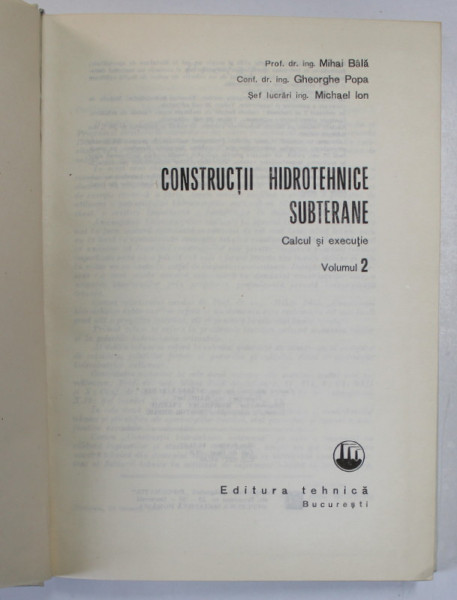 Prof. dr. ing. Mihai Bălă
Conf. dr. ing. Gheorghe Popa
Șef lucrări ing. Michael Ion
CONSTRUCȚII HIDROTEHNICE
SUBTERANE
Calcul și execuție
Volumul 2
Editura tehnică
București